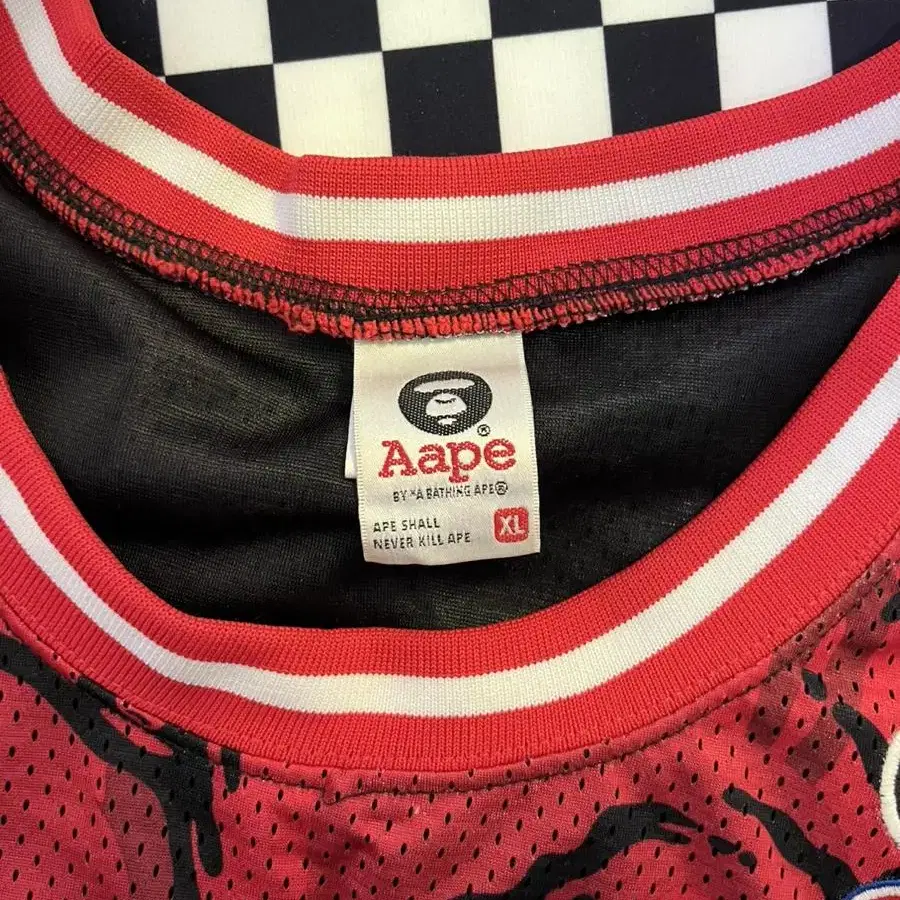 Aape®
BY *A BATHING APE®
APE SHALL
NEVER KILL APE
XL